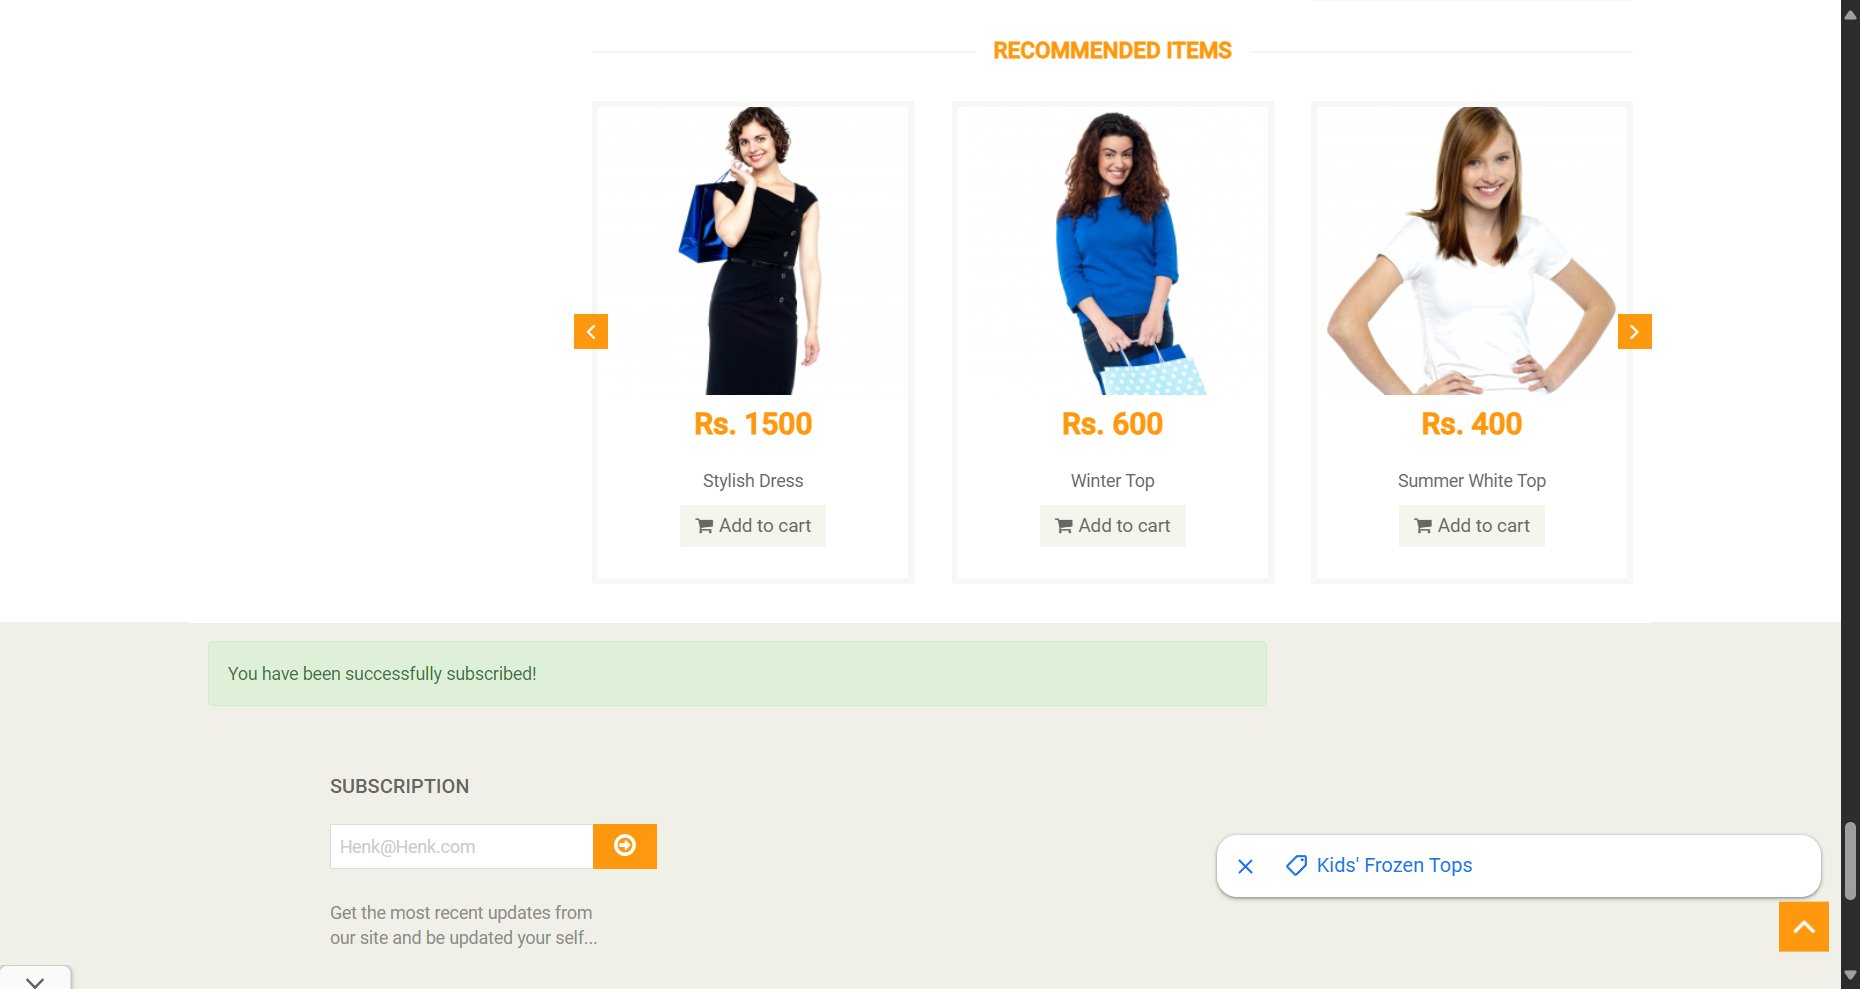 RECOMMENDED ITEMS
Rs. 1500
Stylish Dress
Add to cart
Rs. 600
Winter Top
Add to cart
Rs. 400
Summer White Top
Add to cart
You have been successfully subscribed!
SUBSCRIPTION
Henk@Henk.com
Get the most recent updates from
our site and be updated your self...
Kids' Frozen Tops